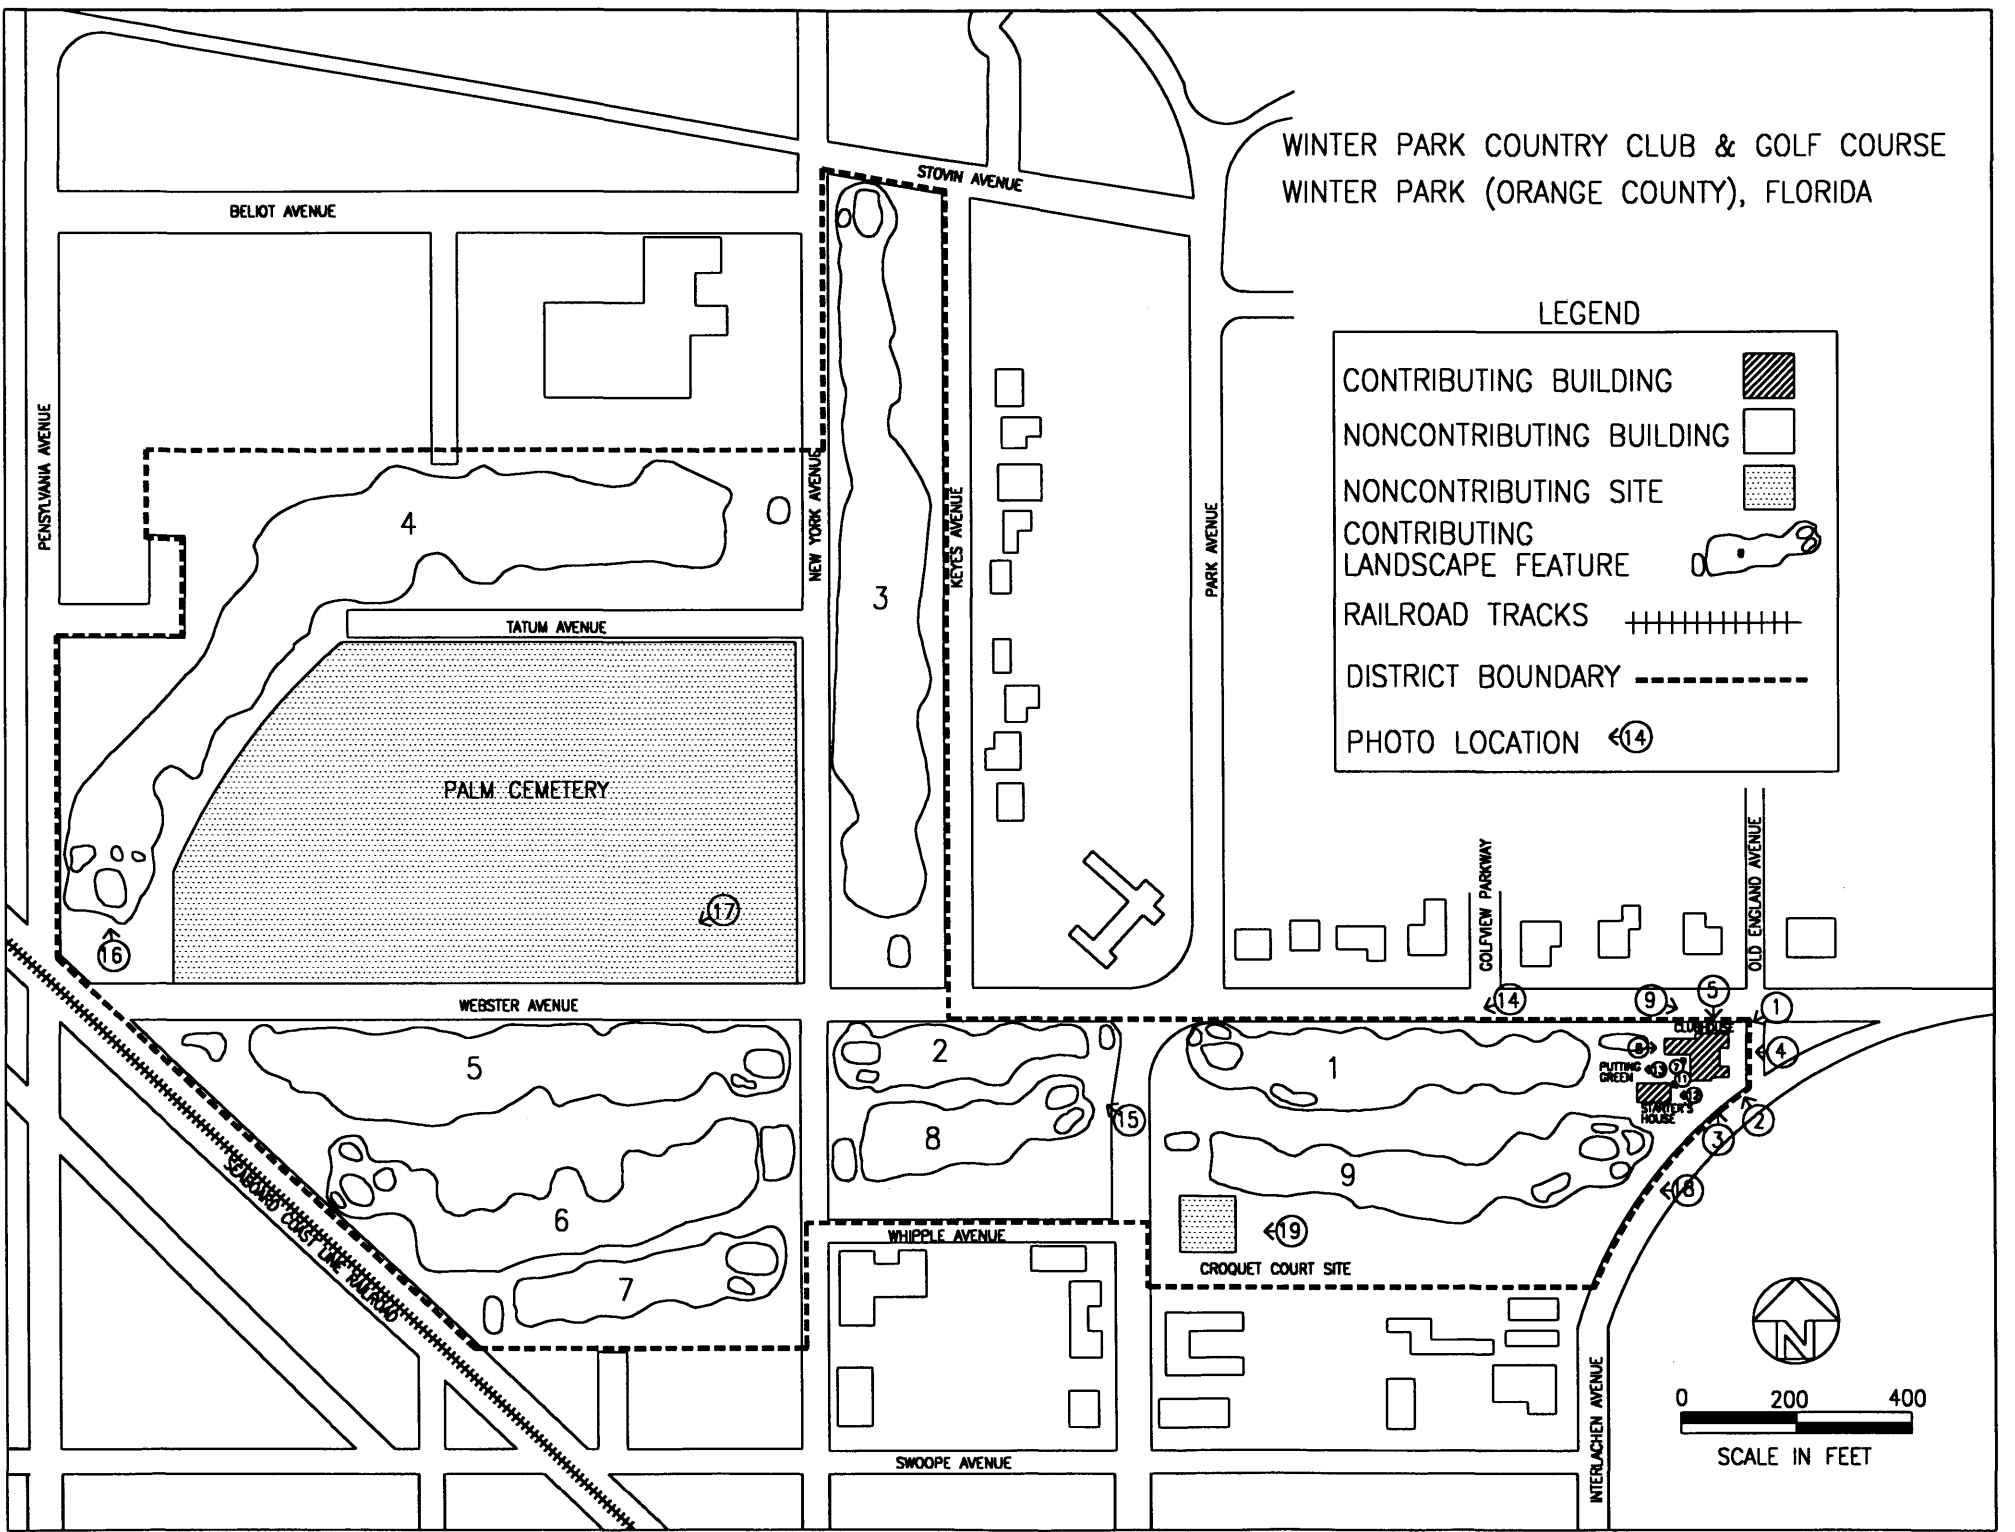 WINTER PARK COUNTRY CLUB & GOLF COURSE
WINTER PARK (ORANGE COUNTY), FLORIDA
STOVIN AVENUE
BELIOT AVENUE
LEGEND
CONTRIBUTING BUILDING
NONCONTRIBUTING BUILDING
NONCONTRIBUTING SITE
CONTRIBUTING
LANDSCAPE FEATURE
RAILROAD TRACKS
DISTRICT BOUNDARY
PHOTO LOCATION 14
PENSYLVANIA AVENUE
NEW YORK AVENUE
KEYES AVENUE
PARK AVENUE
4
3
TATUM AVENUE
PALM CEMETERY
17
16
GOLFVIEW PARKWAY
OLD ENGLAND AVENUE
WEBSTER AVENUE
14
9
5
1
5
2
1
CLUBHOUSE
8
4
PUTTING
GREEN
13
7
11
12
STARTER'S
HOUSE
15
2
3
8
9
6
18
7
19
WHIPPLE AVENUE
CROQUET COURT SITE
SEABOARD COAST LINE RAILROAD
INTERLACHEN AVENUE
SWOOPE AVENUE
N
0 200 400
SCALE IN FEET